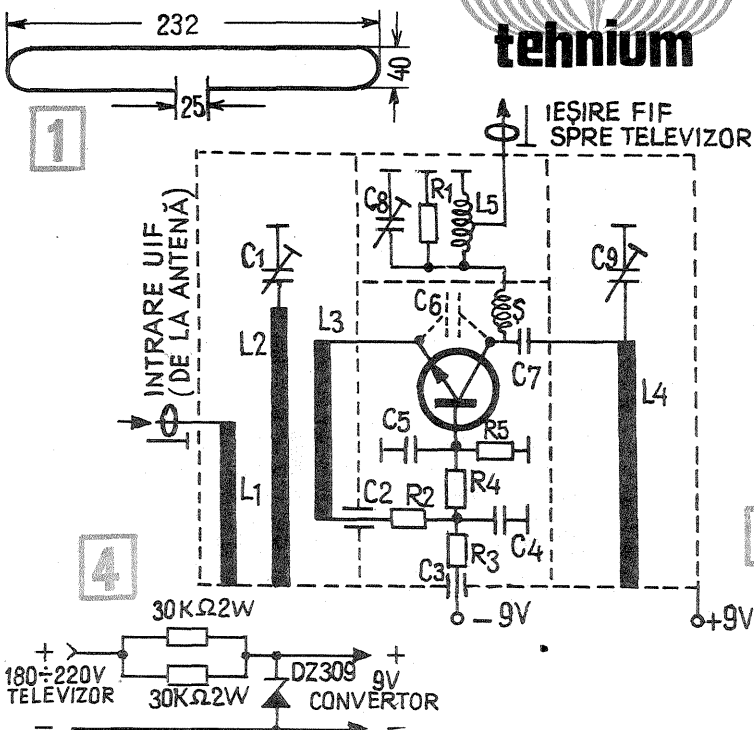 232
tehnium
40
25
1
IEȘIRE FIF
SPRE TELEVIZOR
INTRARE UIF
(DE LA ANTENĂ)
C8
R1
L5
C1
C9
L2
L3
C6
S
C7
L4
C5
R5
L1
R4
C2
R2
C4
R3
C3
4
-9V
+9V
30KΩ2W
+
180÷220V
TELEVIZOR
30KΩ2W
DZ309
+
9V
CONVERTOR
-
-